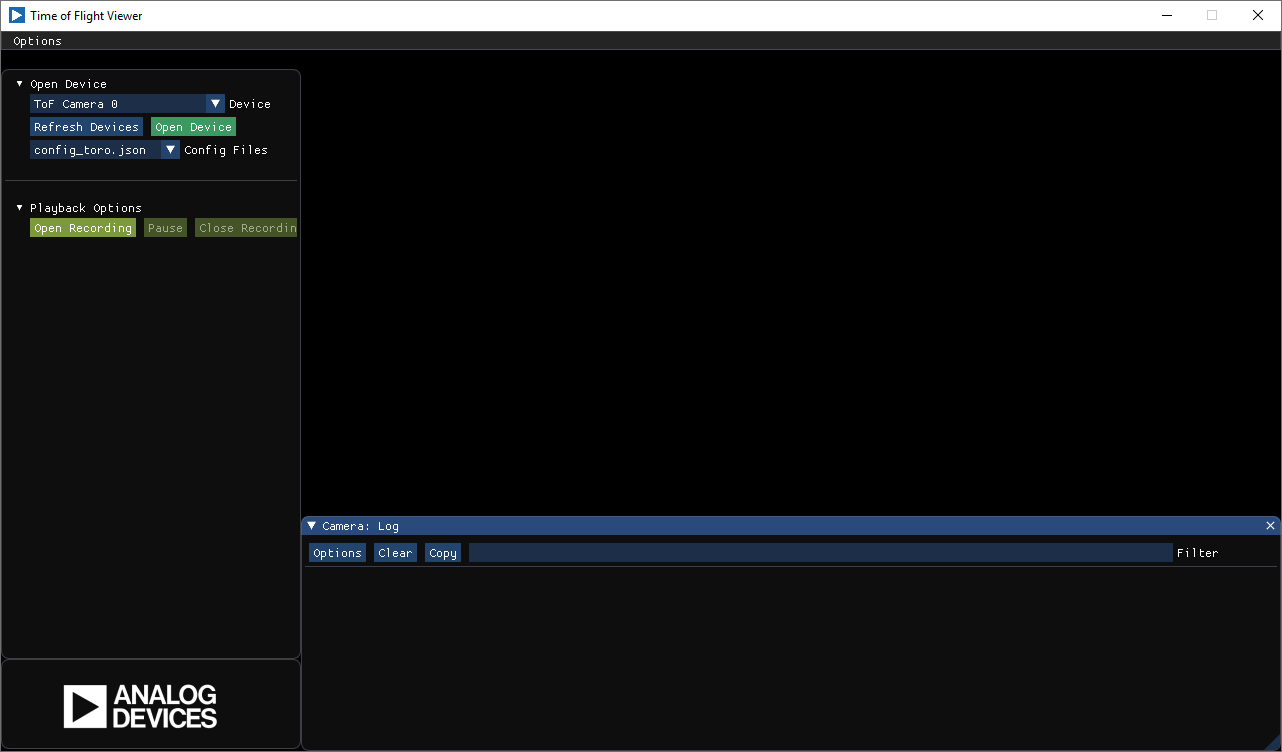 Time of Flight Viewer
Options
Open Device
ToF Camera 0 Device
Refresh Devices Open Device
config_toro.json Config Files
Playback Options
Open Recording Pause Close Recordin
Camera: Log
Options Clear Copy Filter
ANALOG
DEVICES